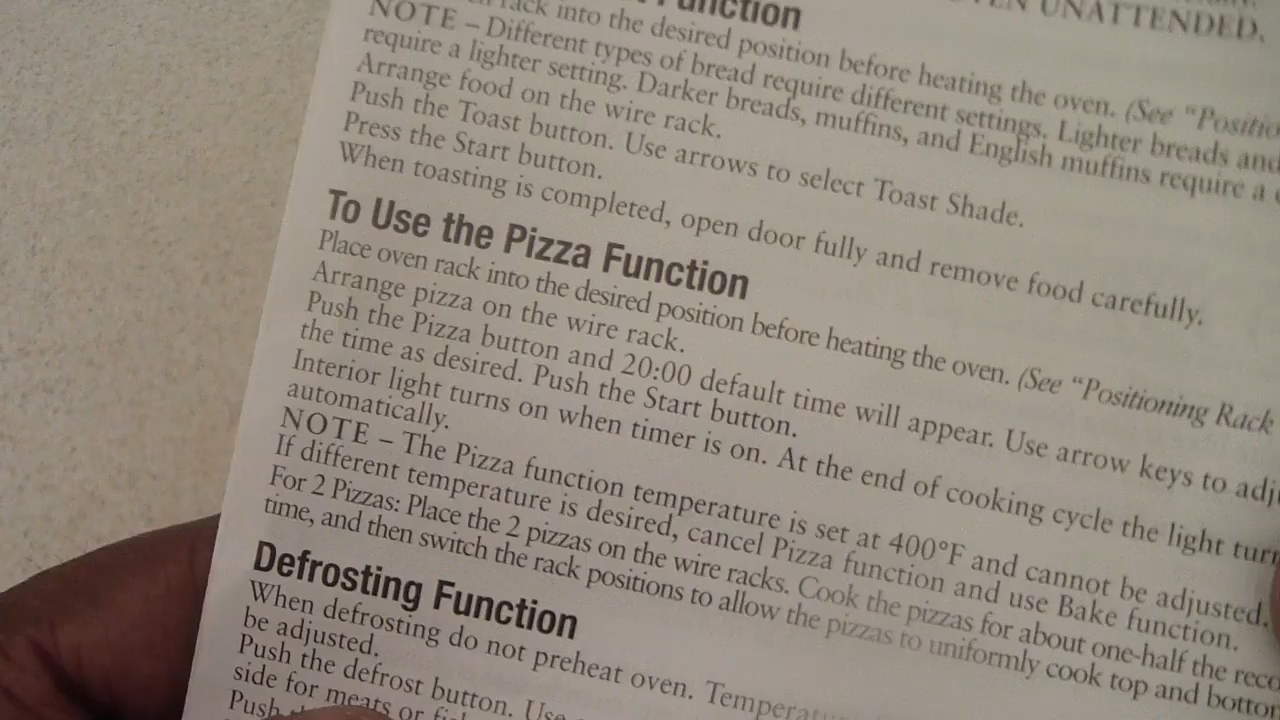 Function
EN UNATTENDED.
rack into the desired position before heating the oven. (See "Positio
NOTE – Different types of bread require different settings. Lighter breads and
require a lighter setting. Darker breads, muffins, and English muffins require a
Arrange food on the wire rack.
Push the Toast button. Use arrows to select Toast Shade.
Press the Start button.
When toasting is completed, open door fully and remove food carefully.
To Use the Pizza Function
Place oven rack into the desired position before heating the oven. (See "Positioning Rack
Arrange pizza on the wire rack.
Push the Pizza button and 20:00 default time will appear. Use arrow keys to adj
the time as desired. Push the Start button.
Interior light turns on when timer is on. At the end of cooking cycle the light turn
automatically.
NOTE – The Pizza function temperature is set at 400°F and cannot be adjusted.
If different temperature is desired, cancel Pizza function and use Bake function.
For 2 Pizzas: Place the 2 pizzas on the wire racks. Cook the pizzas for about one-half the reco
time, and then switch the rack positions to allow the pizzas to uniformly cook top and bottom
Defrosting Function
When defrosting do not preheat oven. Temperatu
be adjusted.
Push the defrost button. Use
side for meats or fish
Push